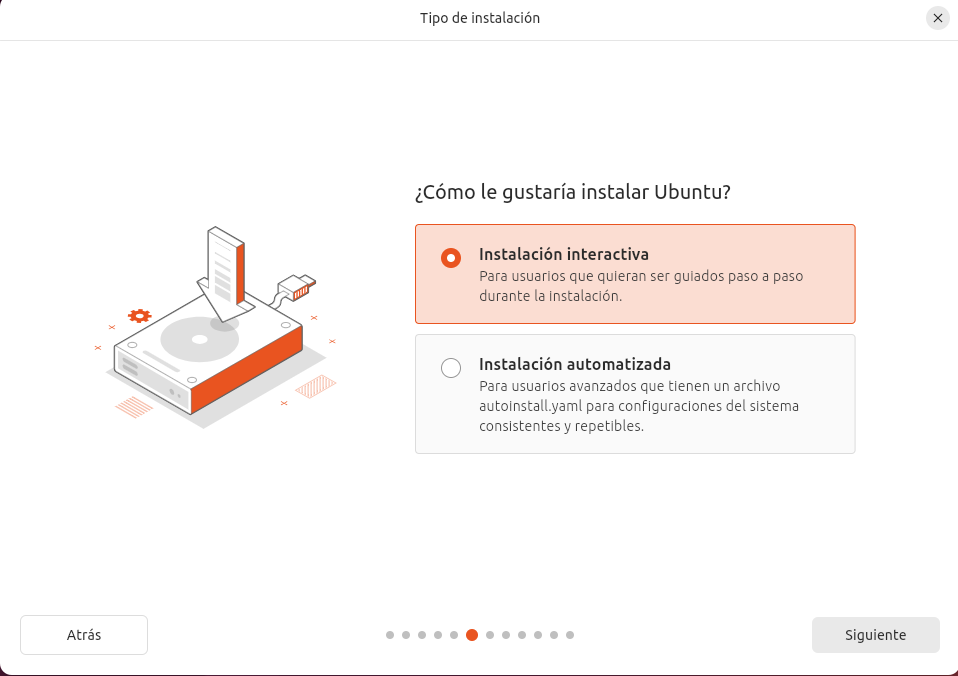 Tipo de instalación
¿Cómo le gustaría instalar Ubuntu?
Instalación interactiva
Para usuarios que quieran ser guiados paso a paso
durante la instalación.
Instalación automatizada
Para usuarios avanzados que tienen un archivo
autoinstall.yaml para configuraciones del sistema
consistentes y repetibles.
Atrás
Siguiente